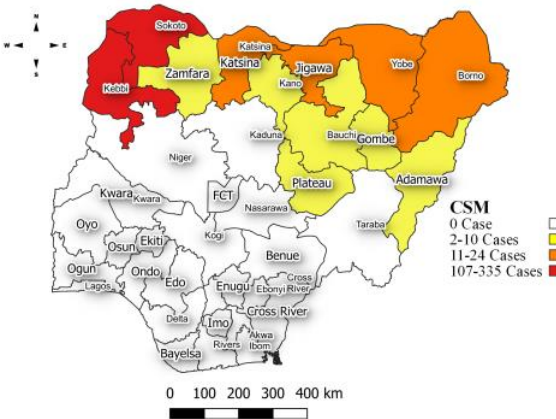 N
W E
S
Sokoto
Katsina
Katsina
Zamfara
Jigawa
Yobe
Kebbi
Kano
Borno
Kaduna
Bauchi
Gombe
Niger
Plateau
Adamawa
Kwara
Kwara
FCT
Nasarawa
CSM
Oyo
Taraba
0 Case
Osun
Ekiti
Kogi
2-10 Cases
Ogun
Ondo
Benue
11-24 Cases
Lagos
Edo
Enugu
Ebonyi
Cross
River
107-335 Cases
Delta
Imo
Cross River
Bayelsa
Rivers
Akwa
Ibom
0 100 200 300 400 km